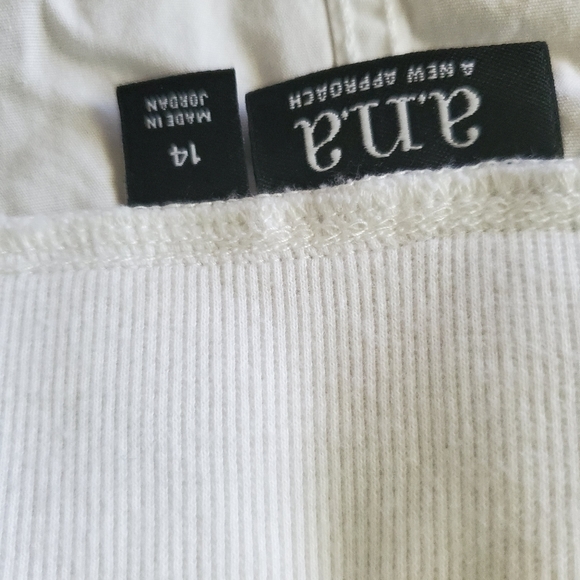 a.n.a
A NEW APPROACH
14
MADE IN
JORDAN